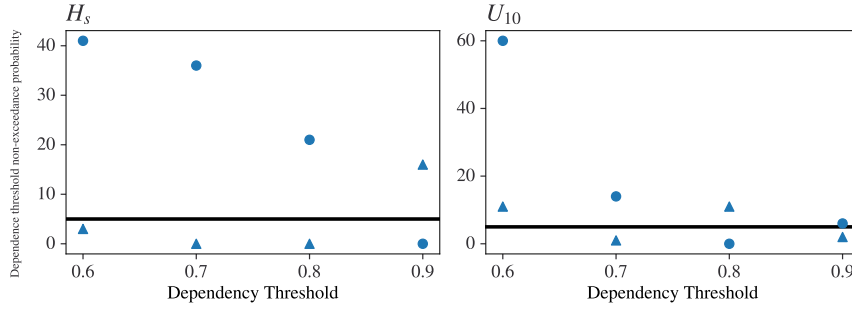 H_s
Dependence threshold non-exceedance probability
40
30
20
10
0
0.6 0.7 0.8 0.9
Dependency Threshold
U_10
60
40
20
0
0.6 0.7 0.8 0.9
Dependency Threshold